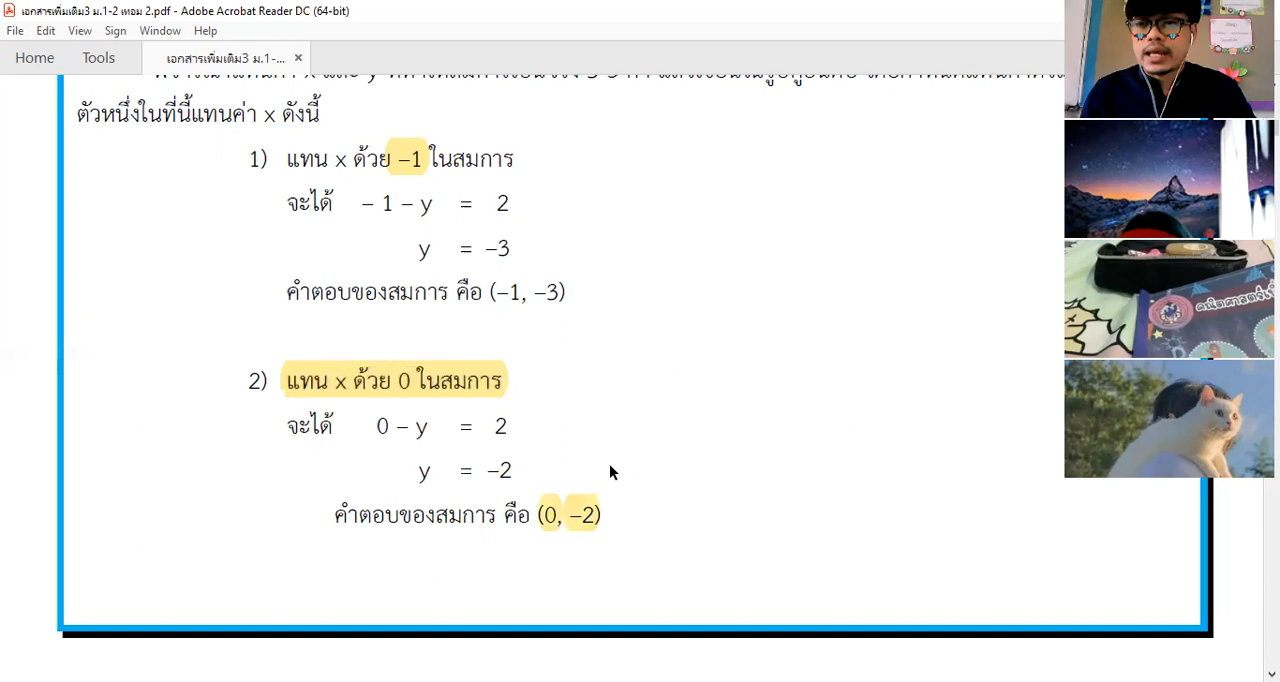 เอกสารเพิ่มเติม3 ม.1-2 เทอม 2.pdf - Adobe Acrobat Reader DC (64-bit)
File Edit View Sign Window Help
Home Tools เอกสารเพิ่มเติม3 ม.1-... ×
ตัวหนึ่งในที่นี้แทนค่า x ดังนี้
1) แทน x ด้วย –1 ในสมการ
จะได้ – 1 – y = 2
y = –3
คำตอบของสมการ คือ (–1, –3)
2) แทน x ด้วย 0 ในสมการ
จะได้ 0 – y = 2
y = –2
คำตอบของสมการ คือ (0, –2)